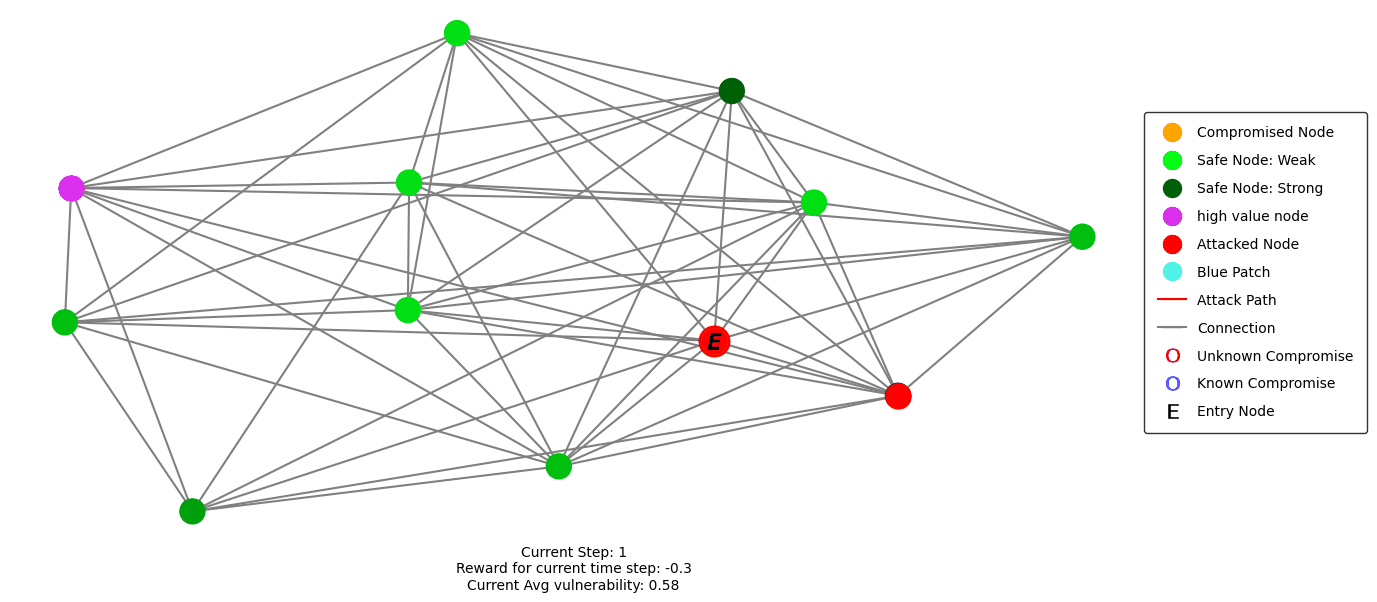 Compromised Node
Safe Node: Weak
Safe Node: Strong
high value node
Attacked Node
Blue Patch
Attack Path
Connection
O Unknown Compromise
O Known Compromise
E Entry Node
E
Current Step: 1
Reward for current time step: -0.3
Current Avg vulnerability: 0.58